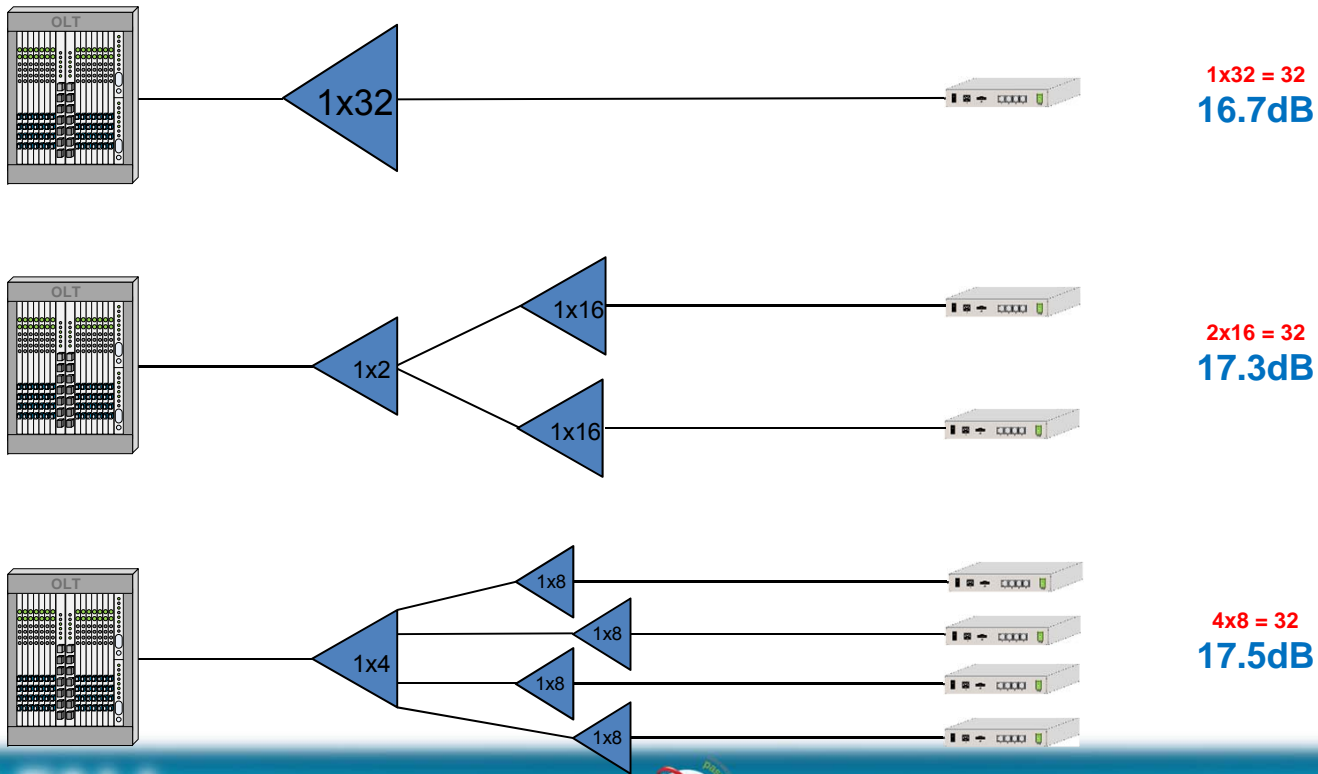 OLT
1x32
1x32 = 32
16.7dB
OLT
1x2
1x16
1x16
2x16 = 32
17.3dB
OLT
1x4
1x8
1x8
1x8
1x8
4x8 = 32
17.5dB